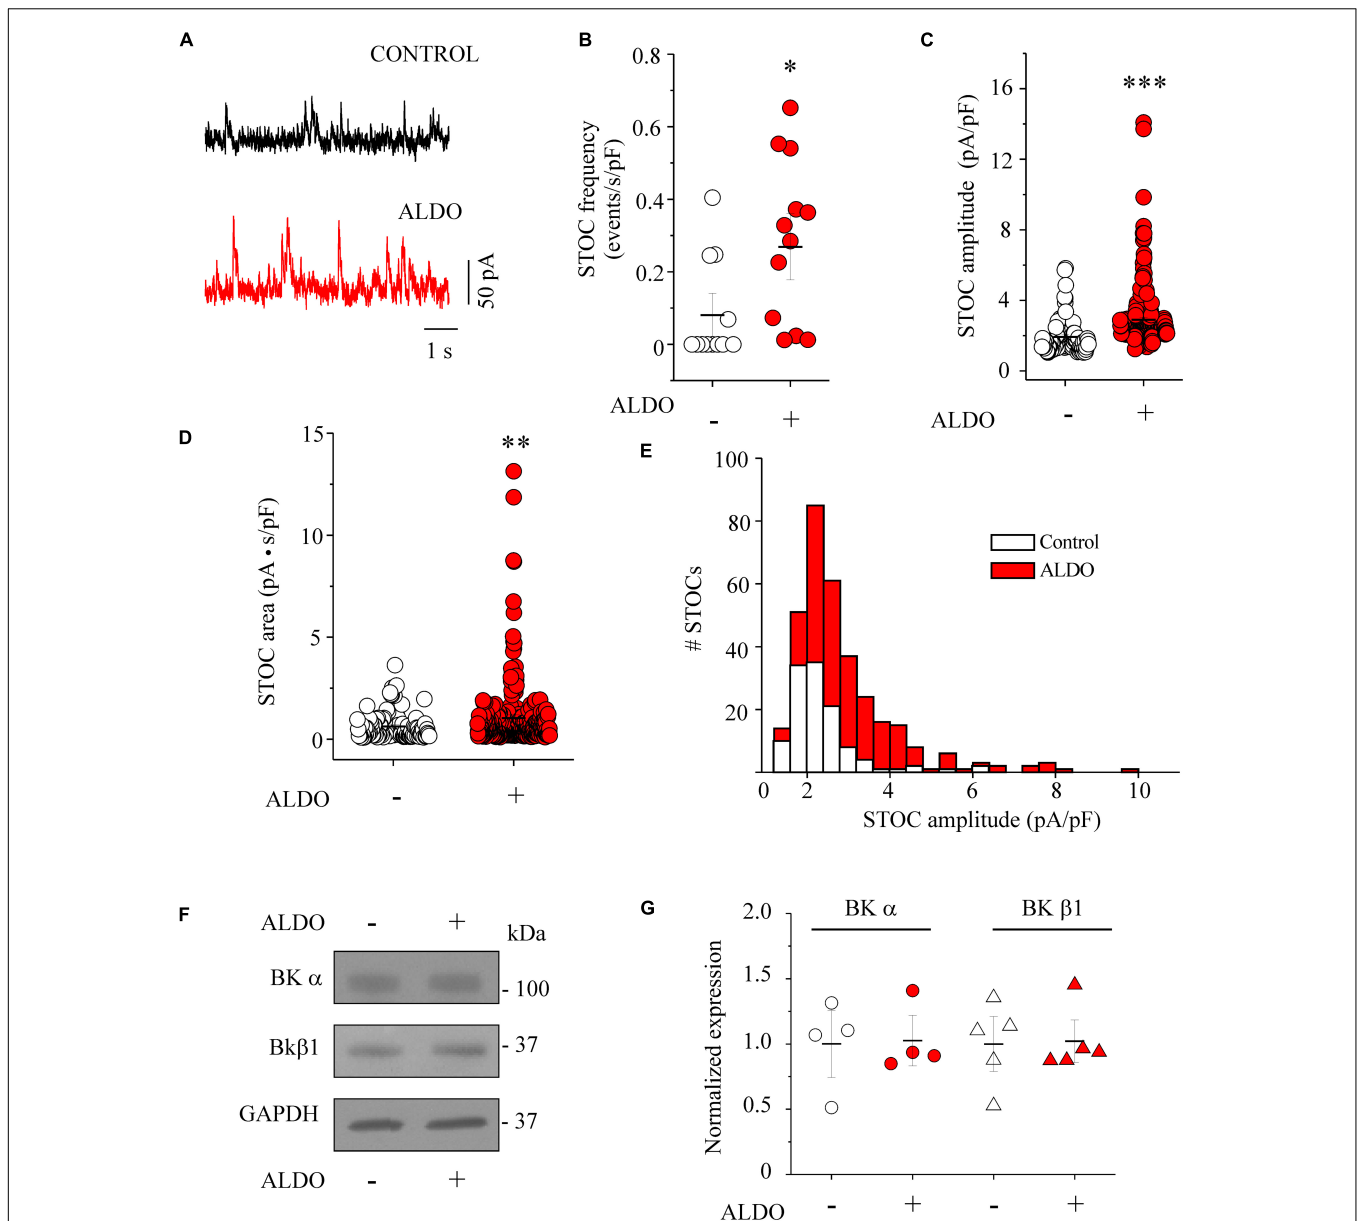 A
CONTROL
ALDO
50 pA
1 s
B
STOC frequency
(events/s/pF)
0.8
0.6
0.4
0.2
0
*
ALDO - +
C
STOC amplitude (pA/pF)
16
12
8
4
0
***
ALDO - +
D
STOC area (pA • s/pF)
15
10
5
0
**
ALDO - +
E
# STOCs
100
80
60
40
20
Control
ALDO
0 2 4 6 8 10
STOC amplitude (pA/pF)
F
ALDO - +
kDa
BK α
- 100
Bkβ1
- 37
GAPDH
- 37
ALDO - +
G
BK α BK β1
Normalized expression
2.0
1.5
1.0
0.5
0
ALDO - + - +